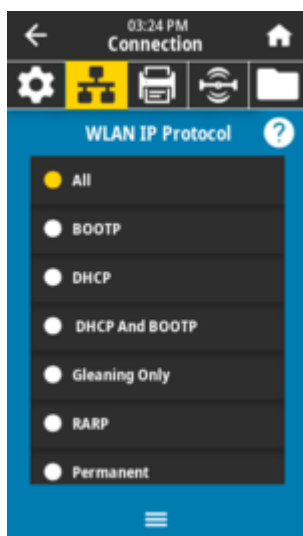 03:24 PM
Connection
WLAN IP Protocol
?
All
BOOTP
DHCP
DHCP And BOOTP
Gleaning Only
RARP
Permanent